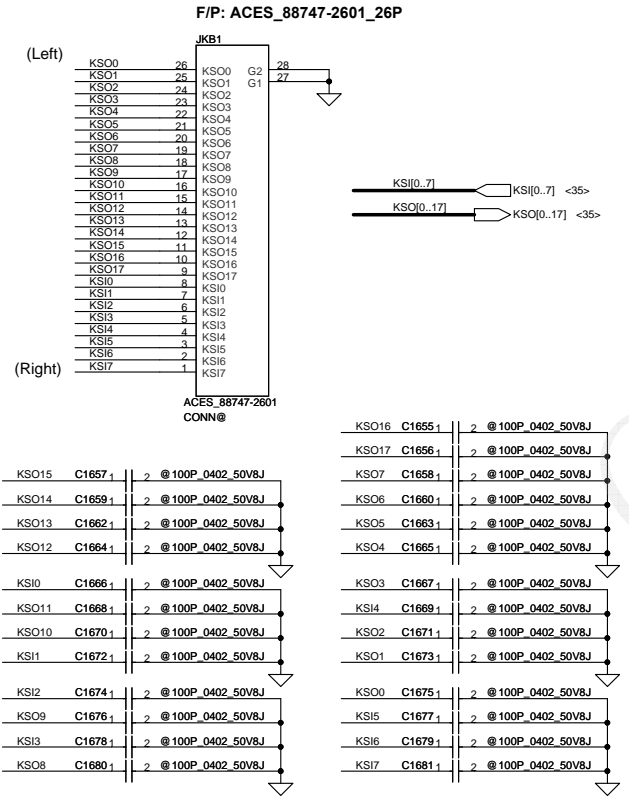 F/P: ACES_88747-2601_26P
JKB1
(Left)
KSO0 26 KSO0 G2 28
KSO1 25 KSO1 G1 27
KSO2 24 KSO2
KSO3 23 KSO3
KSO4 22 KSO4
KSO5 21 KSO5
KSO6 20 KSO6
KSO7 19 KSO7
KSO8 18 KSO8
KSO9 17 KSO9
KSO10 16 KSO10
KSO11 15 KSO11
KSO12 14 KSO12
KSO13 13 KSO13
KSO14 12 KSO14
KSO15 11 KSO15
KSO16 10 KSO16
KSO17 9 KSO17
KSI0 8 KSI0
KSI1 7 KSI1
KSI2 6 KSI2
KSI3 5 KSI3
KSI4 4 KSI4
KSI5 3 KSI5
KSI6 2 KSI6
(Right) KSI7 1 KSI7
ACES_88747-2601
CONN@
KSI[0..7] KSI[0..7] <35>
KSO[0..17] KSO[0..17] <35>
KSO15 C1657 1 2 @100P_0402_50V8J
KSO14 C1659 1 2 @100P_0402_50V8J
KSO13 C1662 1 2 @100P_0402_50V8J
KSO12 C1664 1 2 @100P_0402_50V8J
KSI0 C1666 1 2 @100P_0402_50V8J
KSO11 C1668 1 2 @100P_0402_50V8J
KSO10 C1670 1 2 @100P_0402_50V8J
KSI1 C1672 1 2 @100P_0402_50V8J
KSI2 C1674 1 2 @100P_0402_50V8J
KSO9 C1676 1 2 @100P_0402_50V8J
KSI3 C1678 1 2 @100P_0402_50V8J
KSO8 C1680 1 2 @100P_0402_50V8J
KSO16 C1655 1 2 @100P_0402_50V8J
KSO17 C1656 1 2 @100P_0402_50V8J
KSO7 C1658 1 2 @100P_0402_50V8J
KSO6 C1660 1 2 @100P_0402_50V8J
KSO5 C1663 1 2 @100P_0402_50V8J
KSO4 C1665 1 2 @100P_0402_50V8J
KSO3 C1667 1 2 @100P_0402_50V8J
KSI4 C1669 1 2 @100P_0402_50V8J
KSO2 C1671 1 2 @100P_0402_50V8J
KSO1 C1673 1 2 @100P_0402_50V8J
KSO0 C1675 1 2 @100P_0402_50V8J
KSI5 C1677 1 2 @100P_0402_50V8J
KSI6 C1679 1 2 @100P_0402_50V8J
KSI7 C1681 1 2 @100P_0402_50V8J